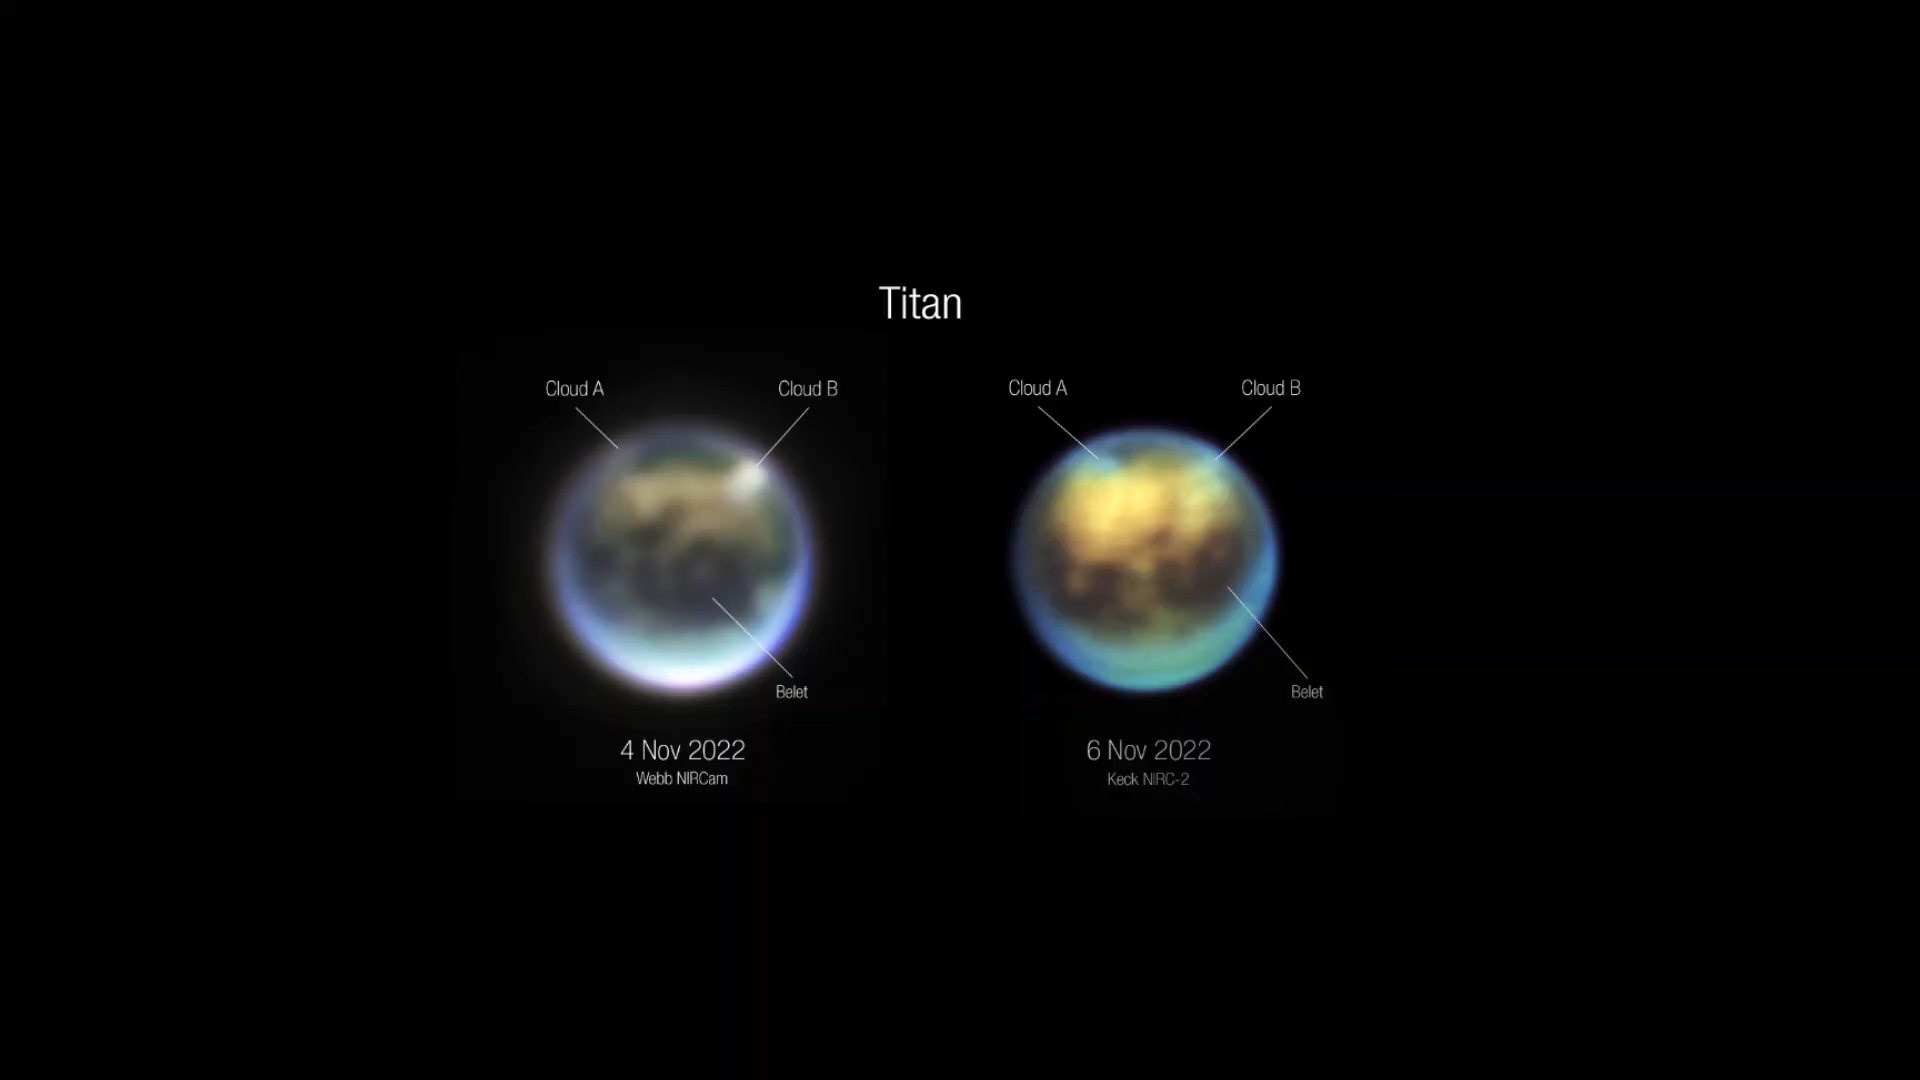 Titan
Cloud A
Cloud B
Belet
4 Nov 2022
Webb NIRCam
Cloud A
Cloud B
Belet
6 Nov 2022
Keck NIRC-2